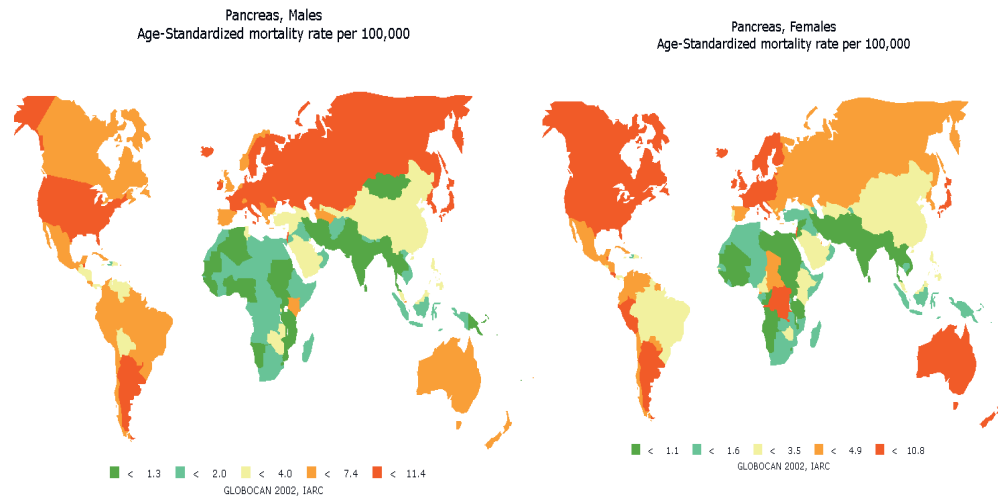 Pancreas, Males
Age-Standardized mortality rate per 100,000
< 1.3 < 2.0 < 4.0 < 7.4 < 11.4
GLOBOCAN 2002, IARC
Pancreas, Females
Age-Standardized mortality rate per 100,000
< 1.1 < 1.6 < 3.5 < 4.9 < 10.8
GLOBOCAN 2002, IARC